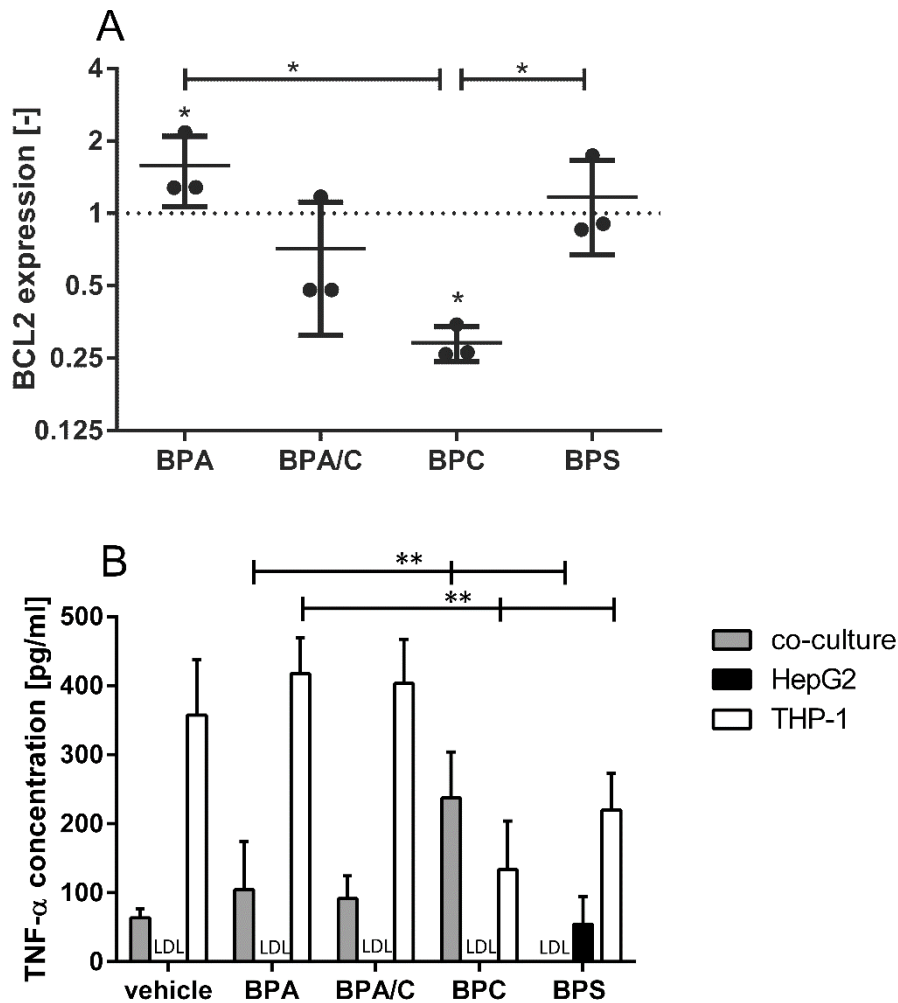 A
BCL2 expression [-]
4
2
1
0.5
0.25
0.125
* *
*
*
BPA BPA/C BPC BPS
B
**
**
TNF-α concentration [pg/ml]
500
400
300
200
100
0
LDL LDL LDL LDL LDL
vehicle BPA BPA/C BPC BPS
co-culture
HepG2
THP-1